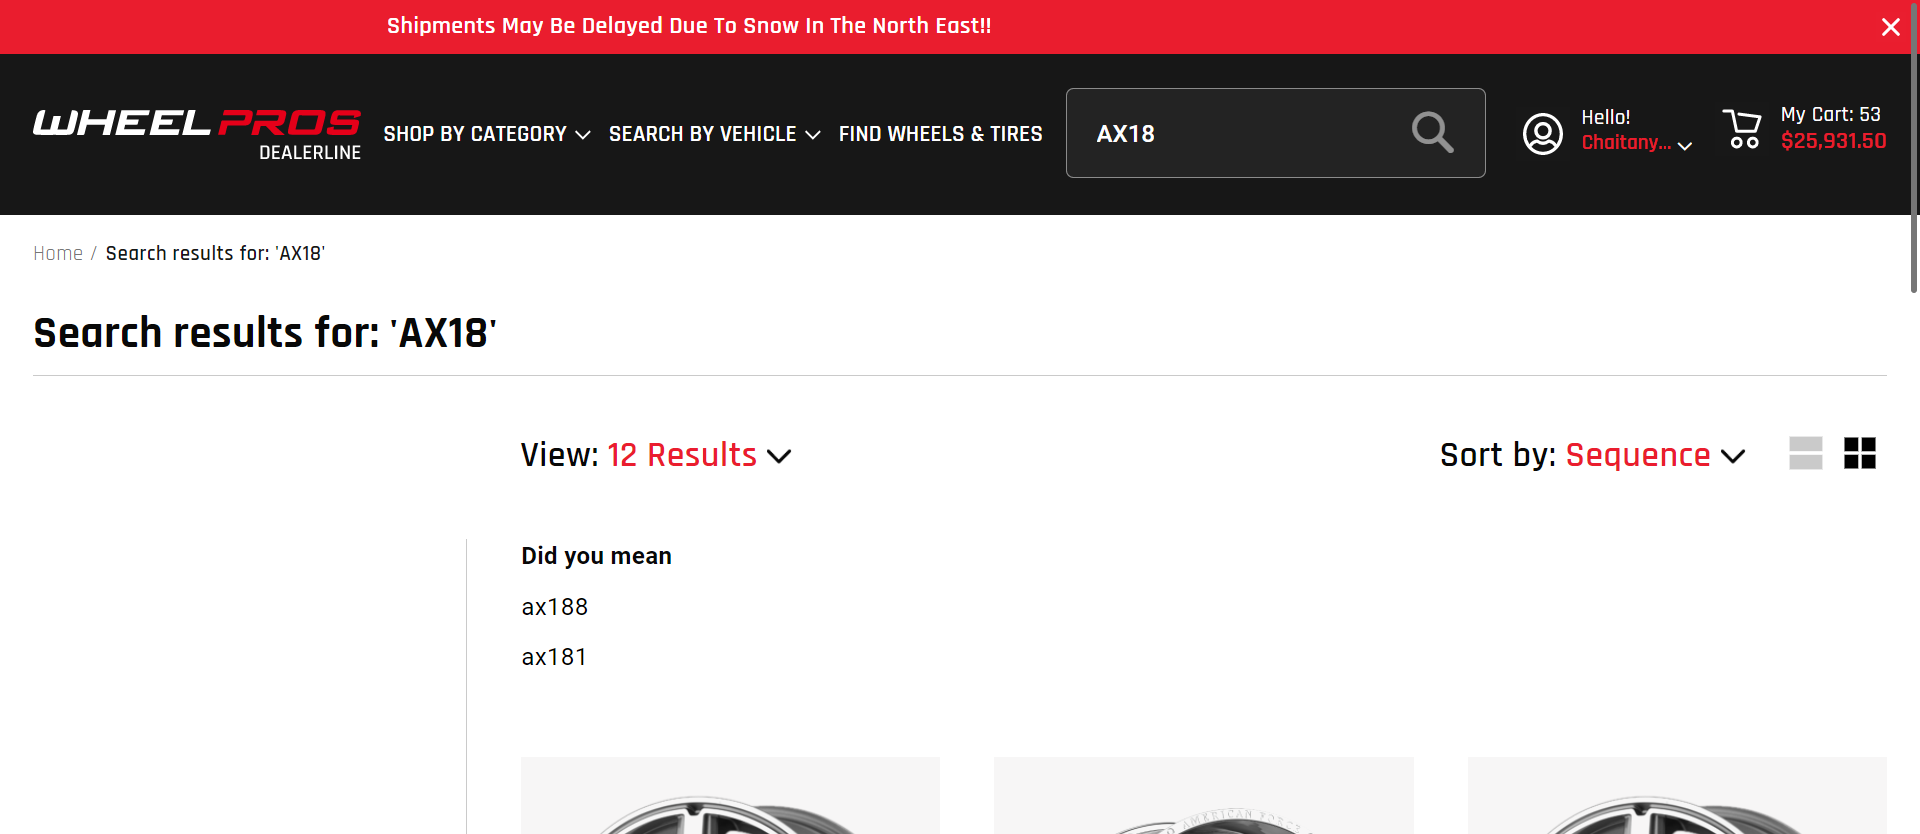 Shipments May Be Delayed Due To Snow In The North East!!
WHEEL PROS
DEALERLINE
SHOP BY CATEGORY
SEARCH BY VEHICLE
FIND WHEELS & TIRES
AX18
Hello!
Chaitany...
My Cart: 53
$25,931.50
Home / Search results for: 'AX18'
Search results for: 'AX18'
View: 12 Results
Sort by: Sequence
Did you mean
ax188
ax181
AMERICAN FORCE